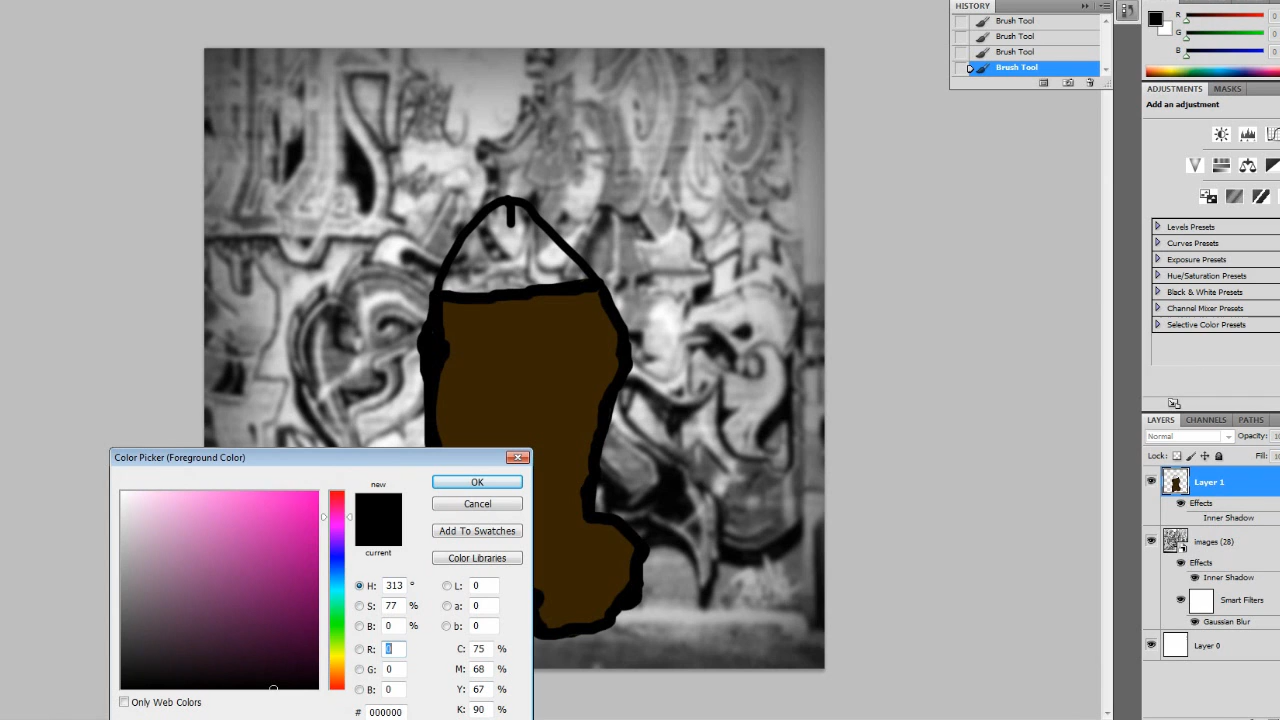 HISTORY
Brush Tool
Brush Tool
Brush Tool
Brush Tool
R
0
G
0
B
0
ADJUSTMENTS MASKS
Add an adjustment
Levels Presets
Curves Presets
Exposure Presets
Hue/Saturation Presets
Black & White Presets
Channel Mixer Presets
Selective Color Presets
LAYERS CHANNELS PATHS
Normal Opacity: 10
Lock: Fill:
Layer 1
Effects
Inner Shadow
images (28)
Effects
Inner Shadow
Smart Filters
Gaussian Blur
Layer 0
Color Picker (Foreground Color)
new
current
OK
Cancel
Add To Swatches
Color Libraries
H: 313 ° L: 0
S: 77 % a: 0
B: 0 % b: 0
R: 0 C: 75 %
G: 0 M: 68 %
B: 0 Y: 67 %
# 000000 K: 90 %
Only Web Colors